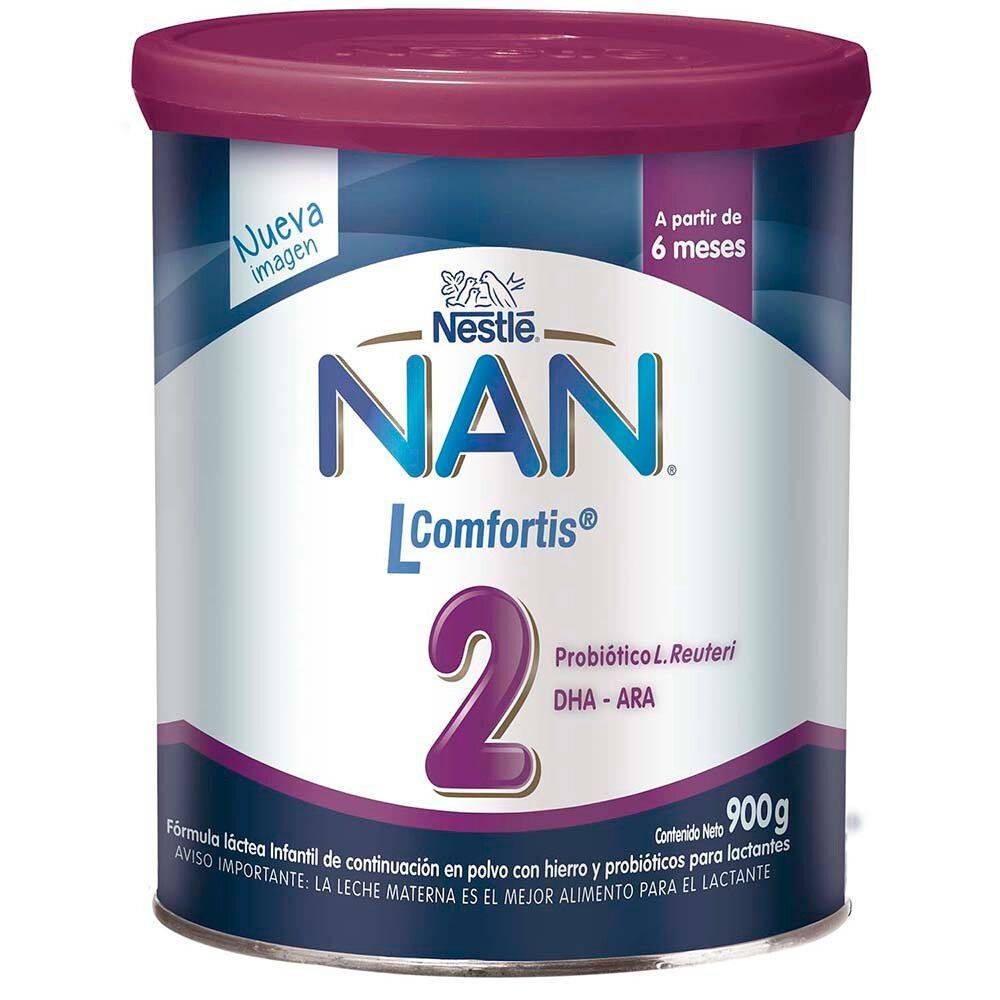 Nestlé
Nueva
imagen
A partir de
6 meses
Nestlé®
NAN®
L Comfortis®
2
Probiótico L. Reuteri
DHA - ARA
Contenido Neto 900g
Fórmula láctea Infantil de continuación en polvo con hierro y probióticos para lactantes
AVISO IMPORTANTE: LA LECHE MATERNA ES EL MEJOR ALIMENTO PARA EL LACTANTE